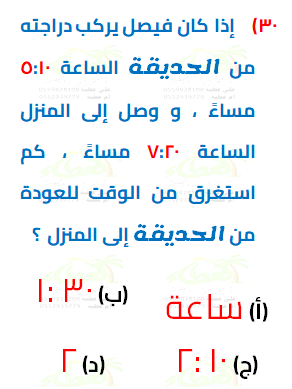 ٣٠) إذا كان فيصل يركب دراجته
من الحديقة الساعة ٥:١٠
مساءً ، و وصل إلى المنزل
الساعة ٧:٢٠ مساءً ، كم
استغرق من الوقت للعودة
من الحديقة إلى المنزل ؟
(أ) ساعة (ب) ١:٣٠
(ج) ٢:١٠ (د) ٢